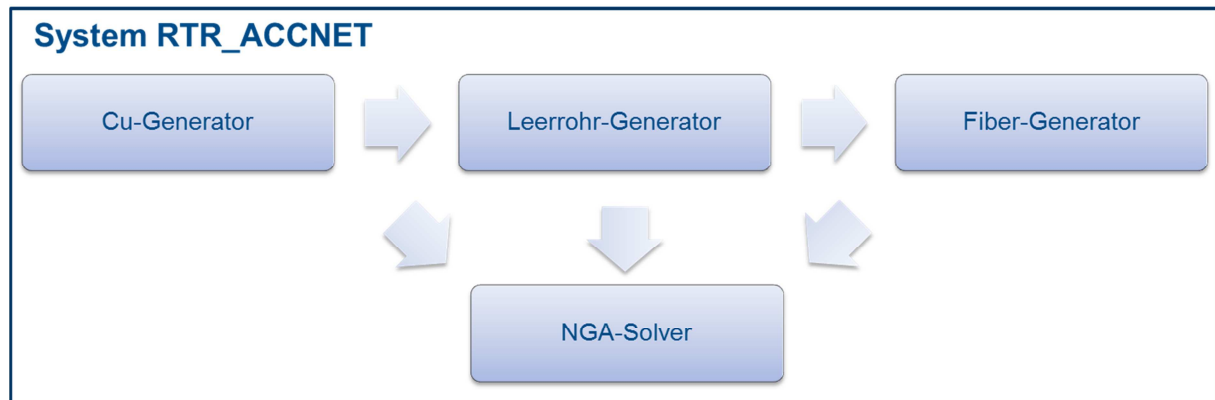 System RTR_ACCNET
Cu-Generator
Leerrohr-Generator
Fiber-Generator
NGA-Solver